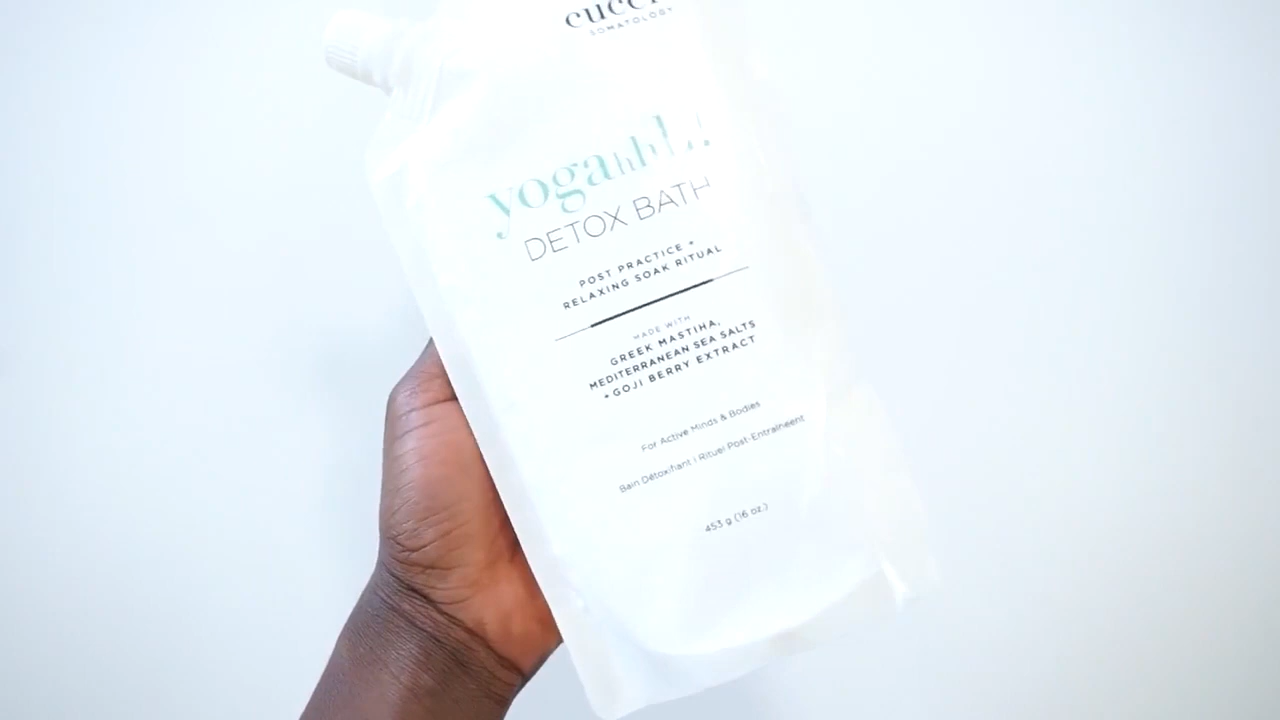 SOMATOLOGY
yogahhh...!
DETOX BATH
POST PRACTICE +
RELAXING SOAK RITUAL
MADE WITH
GREEK MASTIHA,
MEDITERRANEAN SEA SALTS
+ GOJI BERRY EXTRACT
For Active Minds & Bodies
Bain Détoxifiant | Rituel Post-Entraîneent
453 g (16 oz.)